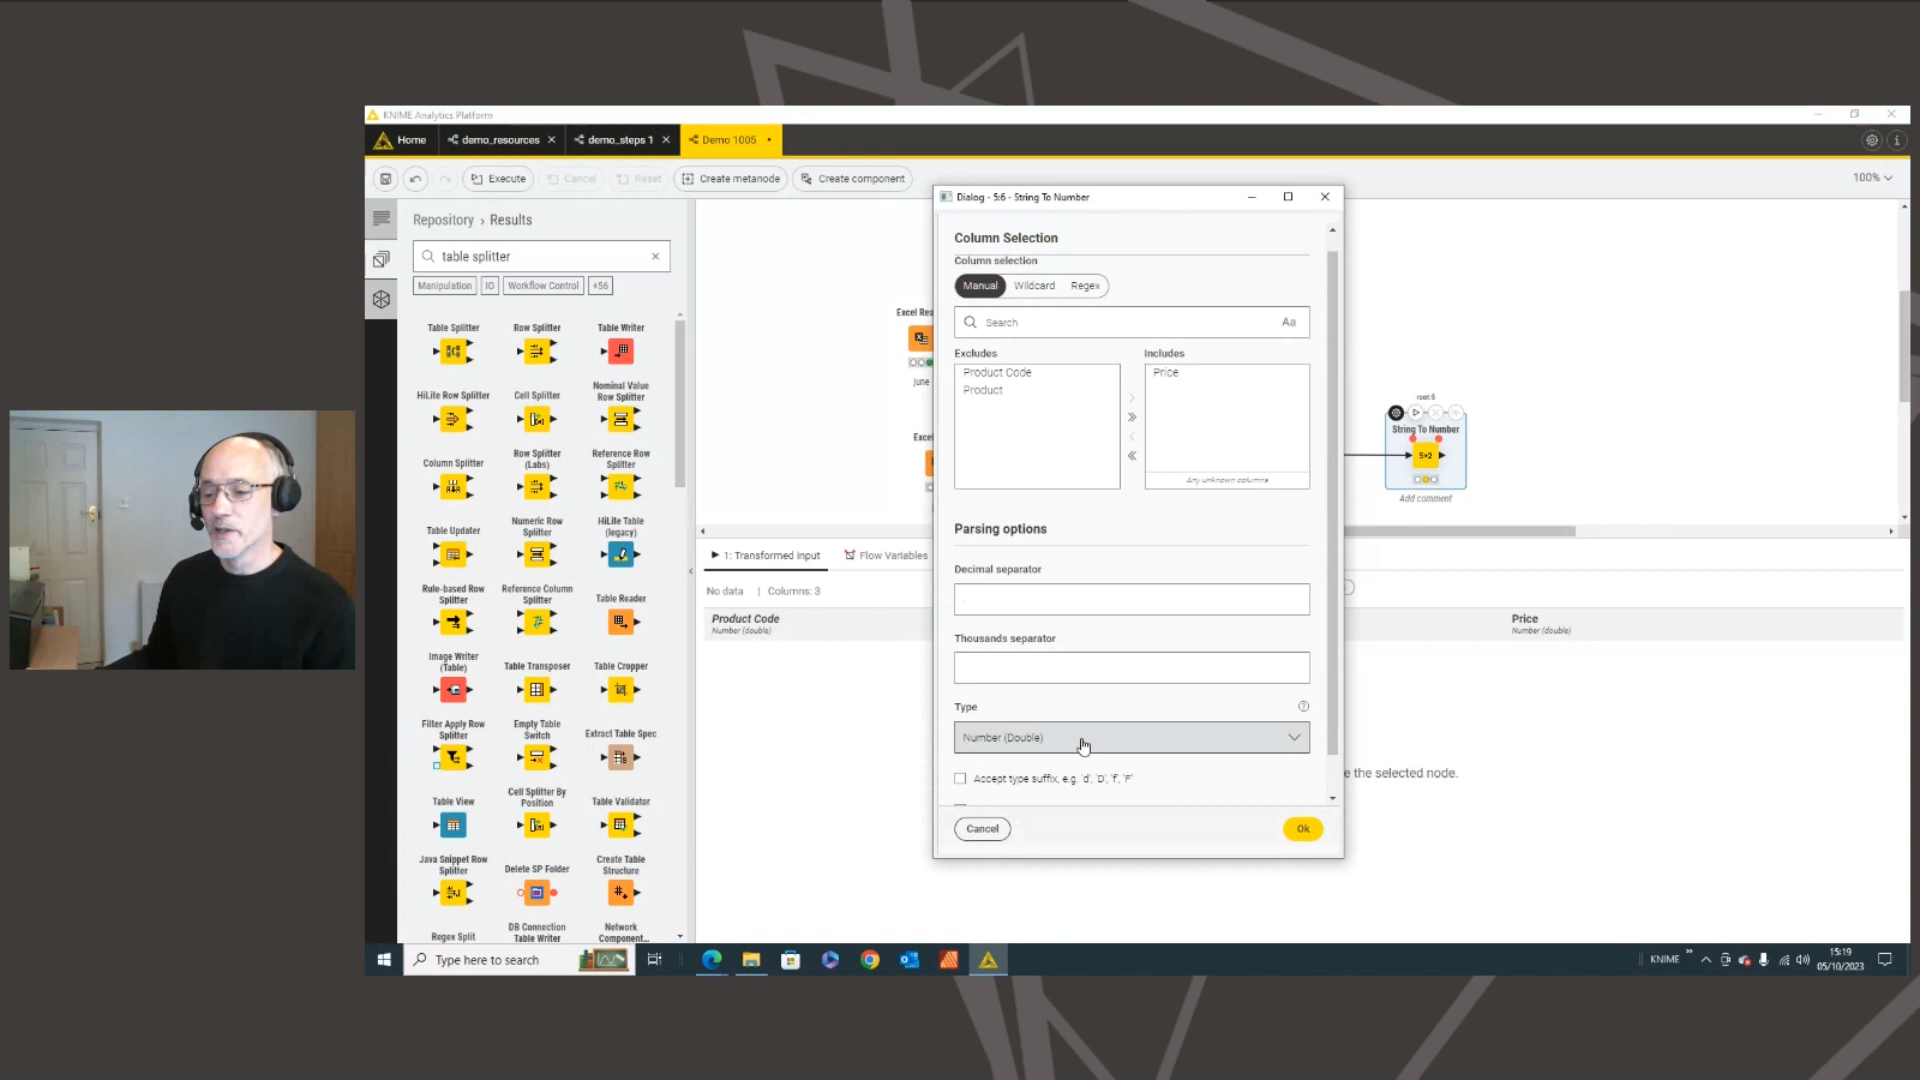 KNIME Analytics Platform
Home
demo_resources
demo_steps 1
Demo 1005
Execute
Cancel
Reset
Create metanode
Create component
100%
Repository › Results
table splitter
Manipulation
IO
Workflow Control
+56
Table Splitter
Row Splitter
Table Writer
HiLite Row Splitter
Cell Splitter
Nominal Value
Row Splitter
Column Splitter
Row Splitter
(Labs)
Reference Row
Splitter
Table Updater
Numeric Row
Splitter
HiLite Table
(legacy)
Rule-based Row
Splitter
Reference Column
Splitter
Table Reader
Image Writer
(Table)
Table Transposer
Table Cropper
Filter Apply Row
Splitter
Empty Table
Switch
Extract Table Spec
Table View
Cell Splitter By
Position
Table Validator
Java Snippet Row
Splitter
Delete SP Folder
Create Table
Structure
Regex Split
DB Connection
Table Writer
Network
Component...
Excel Rea
June
Excel
Dialog - 5:6 - String To Number
Column Selection
Column selection
Manual
Wildcard
Regex
Search
Aa
Excludes
Includes
Product Code
Product
Price
Any unknown columns
Parsing options
Decimal separator
Thousands separator
Type
Number (Double)
Accept type suffix, e.g. 'd', 'D', 'f', 'F'
Cancel
Ok
root:6
String To Number
Add comment
1: Transformed input
Flow Variables
No data | Columns: 3
Product Code
Number (double)
Price
Number (double)
e the selected node.
Type here to search
KNIME
15:19
05/10/2023